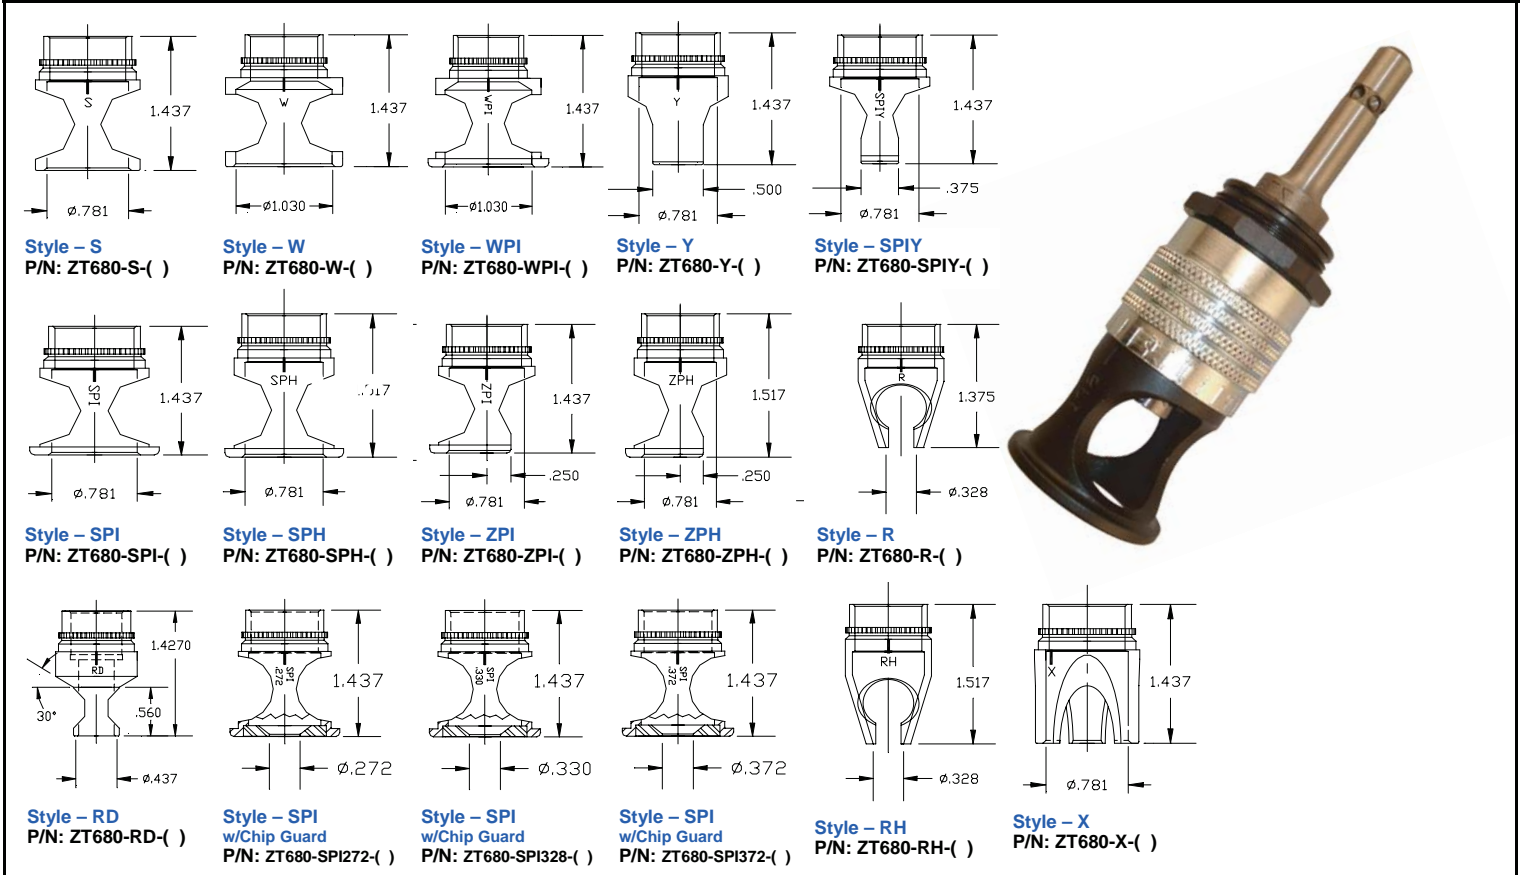 S
1.437
ø.781
Style – S
P/N: ZT680-S-( )
W
1.437
ø1.030
Style – W
P/N: ZT680-W-( )
WPI
1.437
ø1.030
Style – WPI
P/N: ZT680-WPI-( )
Y
1.437
.500
ø.781
Style – Y
P/N: ZT680-Y-( )
SPIY
1.437
.375
ø.781
Style – SPIY
P/N: ZT680-SPIY-( )
SPI
1.437
ø.781
Style – SPI
P/N: ZT680-SPI-( )
SPH
ø.781
Style – SPH
P/N: ZT680-SPH-( )
ZPI
1.437
.250
ø.781
Style – ZPI
P/N: ZT680-ZPI-( )
ZPH
1.517
.250
ø.781
Style – ZPH
P/N: ZT680-ZPH-( )
R
1.375
ø.328
Style – R
P/N: ZT680-R-( )
RD
1.4270
30°
.560
ø.437
Style – RD
P/N: ZT680-RD-( )
SPI
.272
1.437
ø.272
Style – SPI
w/Chip Guard
P/N: ZT680-SPI272-( )
SPI
.330
1.437
ø.330
Style – SPI
w/Chip Guard
P/N: ZT680-SPI328-( )
SPI
.372
1.437
ø.372
Style – SPI
w/Chip Guard
P/N: ZT680-SPI372-( )
RH
1.517
ø.328
Style – RH
P/N: ZT680-RH-( )
X
1.437
ø.781
Style – X
P/N: ZT680-X-( )